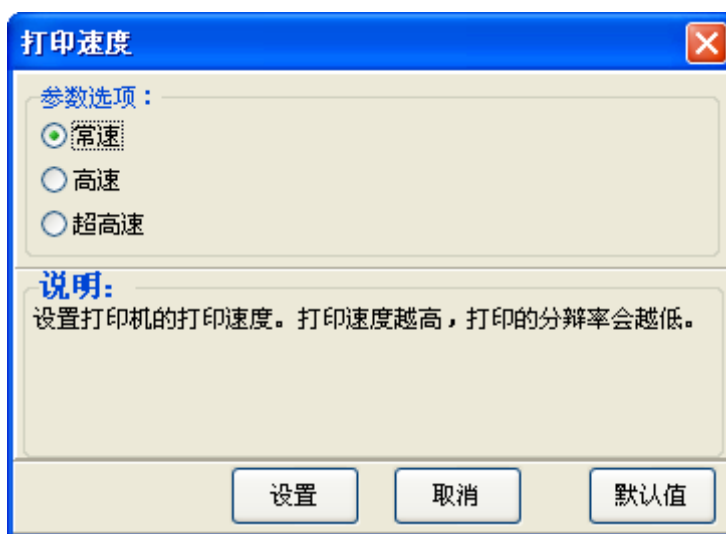 打印速度
参数选项：
常速
高速
超高速
说明：
设置打印机的打印速度。打印速度越高，打印的分辩率会越低。
设置
取消
默认值